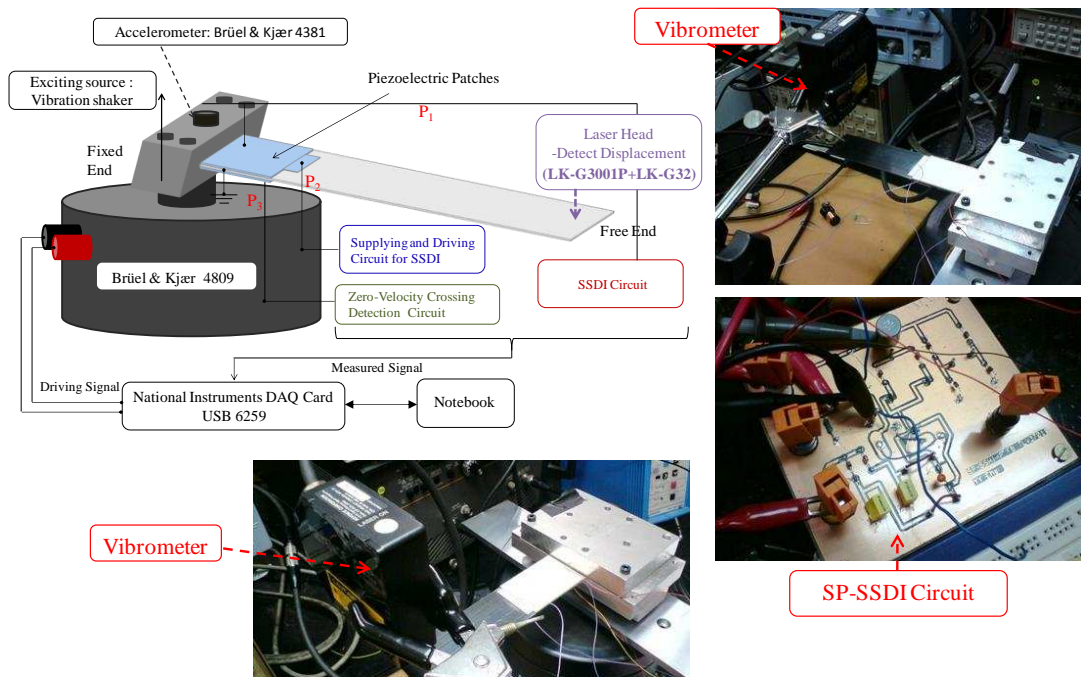 Accelerometer: Brüel & Kjær 4381
Exciting source :
Vibration shaker
Piezoelectric Patches
P1
Fixed
End
Laser Head
-Detect Displacement
(LK-G3001P+LK-G32)
P2
P3
Free End
Supplying and Driving
Circuit for SSDI
Brüel & Kjær 4809
SSDI Circuit
Zero-Velocity Crossing
Detection Circuit
Measured Signal
Driving Signal
National Instruments DAQ Card
USB 6259
Notebook
Vibrometer
Vibrometer
LASER ON
SP-SSDI Circuit